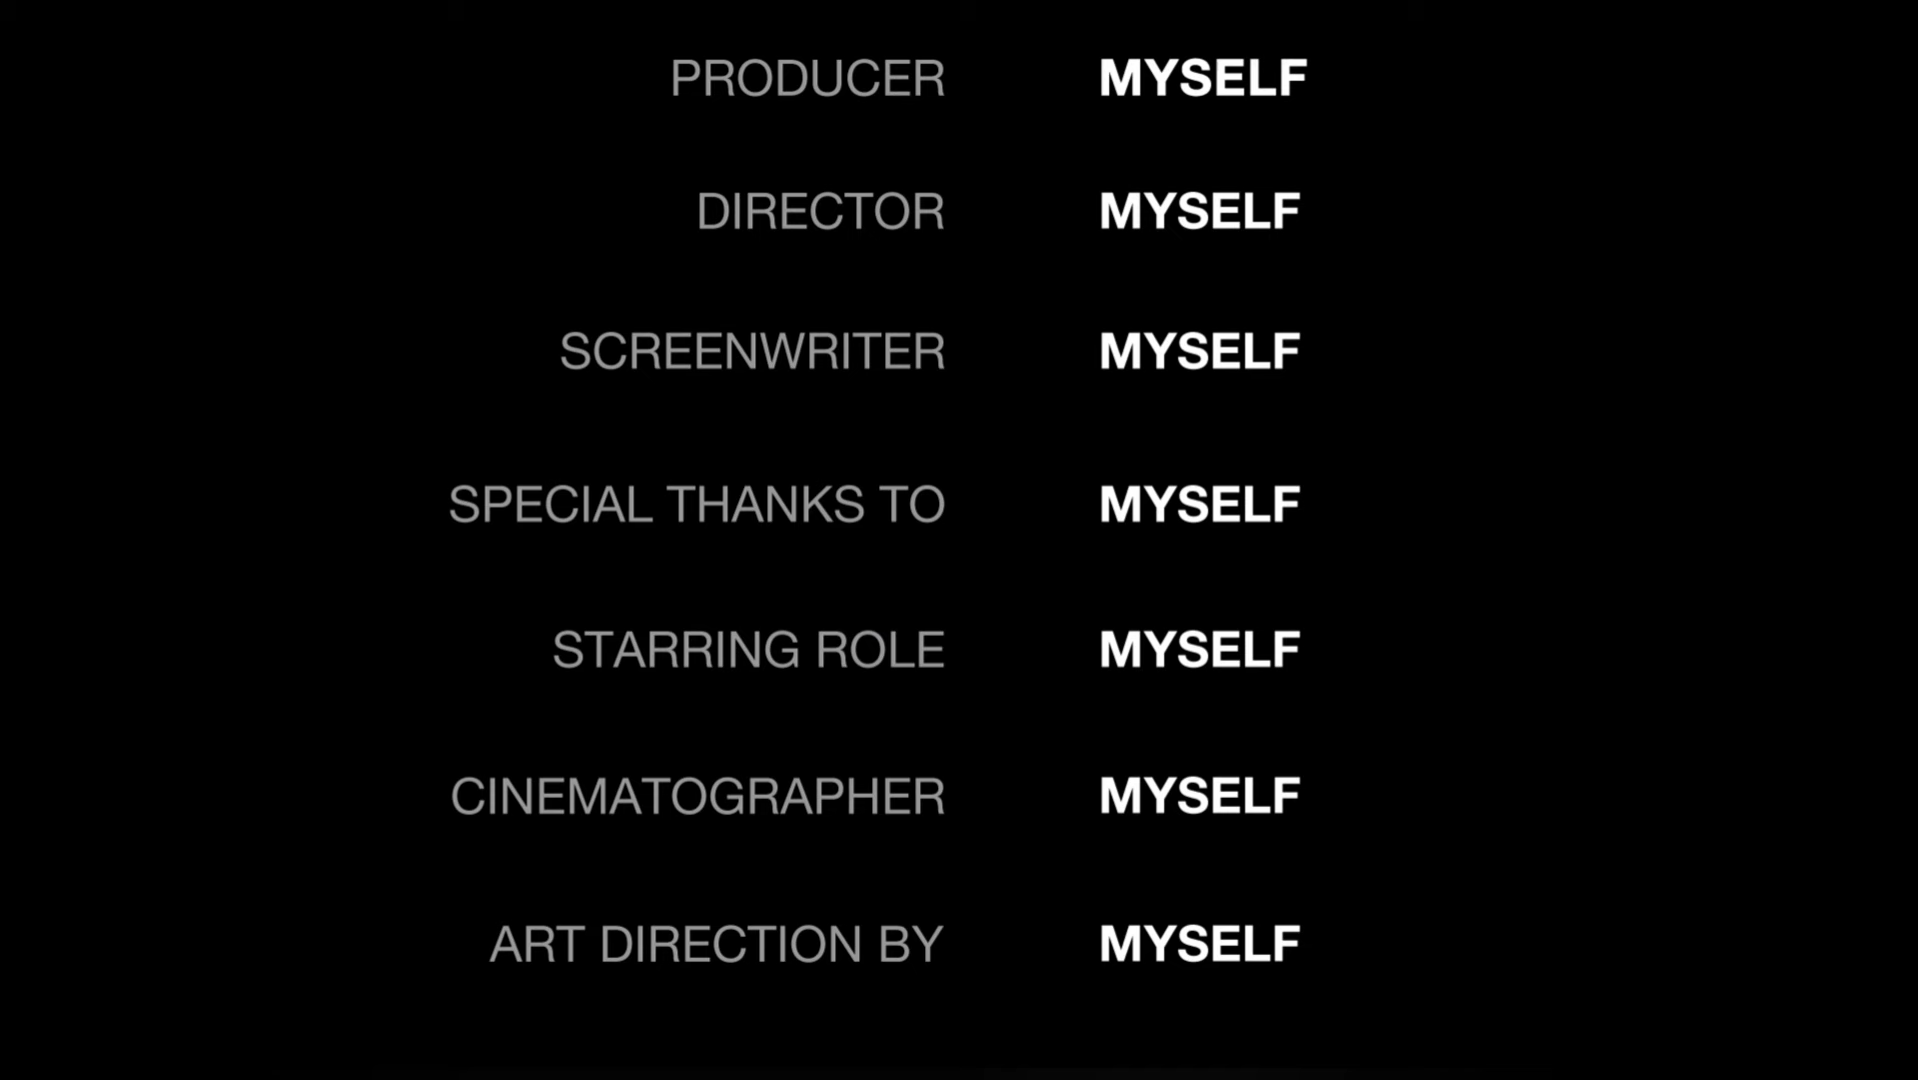 PRODUCER MYSELF
DIRECTOR MYSELF
SCREENWRITER MYSELF
SPECIAL THANKS TO MYSELF
STARRING ROLE MYSELF
CINEMATOGRAPHER MYSELF
ART DIRECTION BY MYSELF